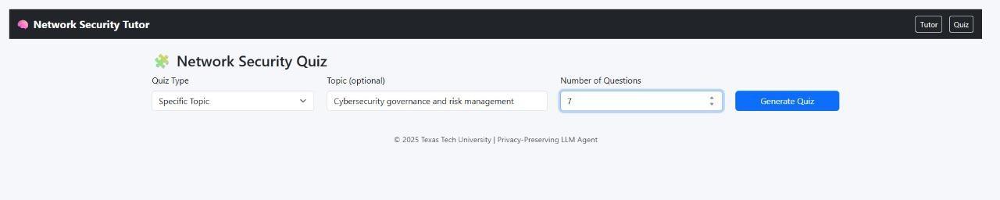 Network Security Tutor Tutor Quiz
Network Security Quiz
Quiz Type Topic (optional) Number of Questions
Specific Topic Cybersecurity governance and risk management 7 Generate Quiz
© 2025 Texas Tech University | Privacy-Preserving LLM Agent